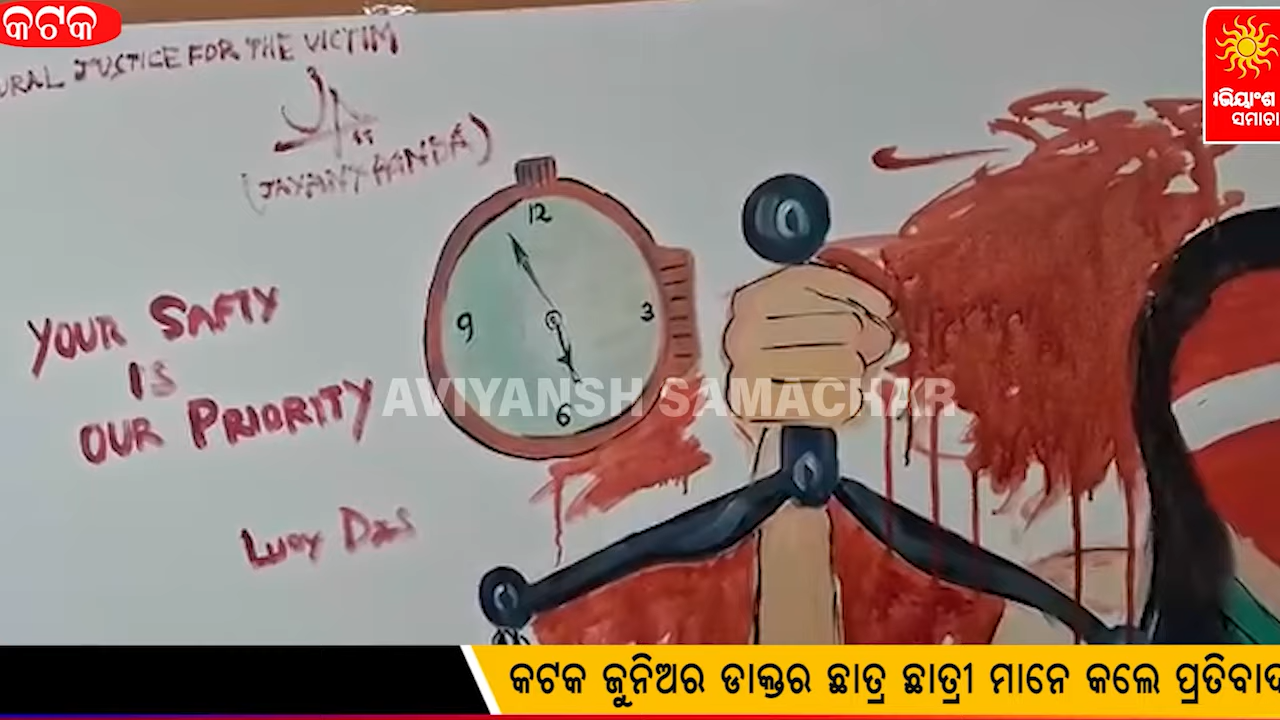 କଟକ
URAL JUSTICE FOR THE VICTIM
(JAYANT PANDA)
ଅଭିୟାଂଶ
ସମାଚା
12
3
6
9
YOUR SAFTY
IS
OUR PRIORITY
AVIYANSH SAMACHAR
Lucy Das
କଟକ ଜୁନିଅର ଡାକ୍ତର ଛାତ୍ର ଛାତ୍ରୀ ମାନେ କଲେ ପ୍ରତିବାଦ